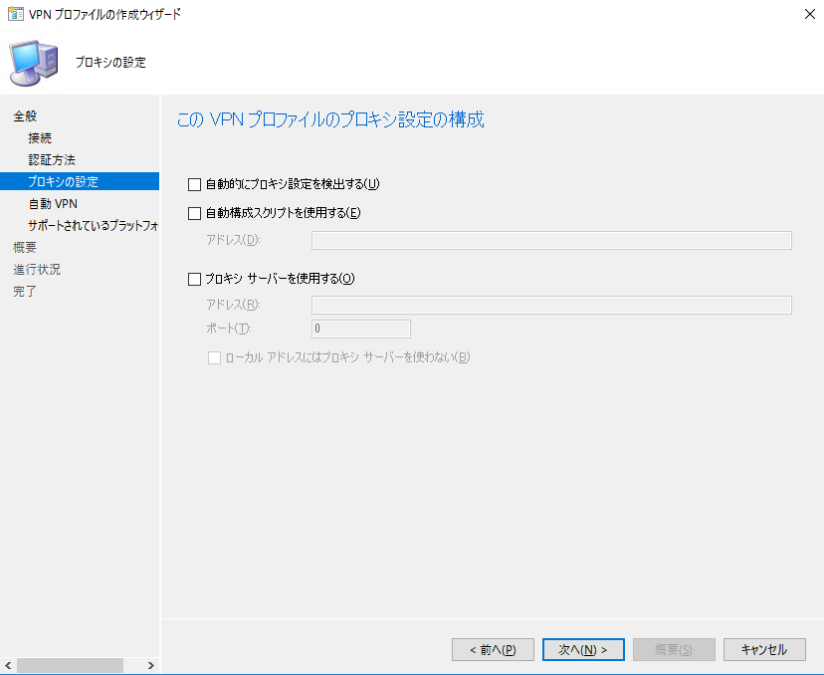 VPN プロファイルの作成ウィザード
プロキシの設定
全般
接続
認証方法
プロキシの設定
自動 VPN
サポートされているプラットフォ
概要
進行状況
完了
この VPN プロファイルのプロキシ設定の構成
自動的にプロキシ設定を検出する(U)
自動構成スクリプトを使用する(E)
アドレス(D):
プロキシ サーバーを使用する(O)
アドレス(R):
ポート(T):
0
ローカル アドレスにはプロキシ サーバーを使わない(B)
< 前へ(P)
次へ(N) >
概要(S)
キャンセル